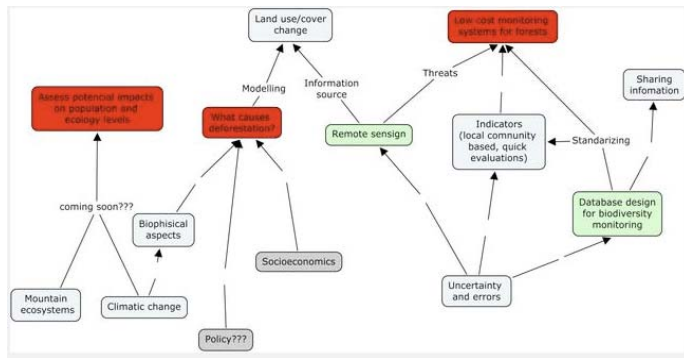 Land use/cover
change
Low cost monitoring
systems for forests
Sharing
infomation
Assess potencial impacts
on population and
ecology levels
Modelling
Information
source
Threats
What causes
deforestation?
Remote sensign
Indicators
(local comunity
based, quick
evaluations)
Standarizing
coming soon???
Biophisical
aspects
Database design
for biodiversity
monitoring
Socioeconomics
Mountain
ecosystems
Climatic change
Uncertainty
and errors
Policy???